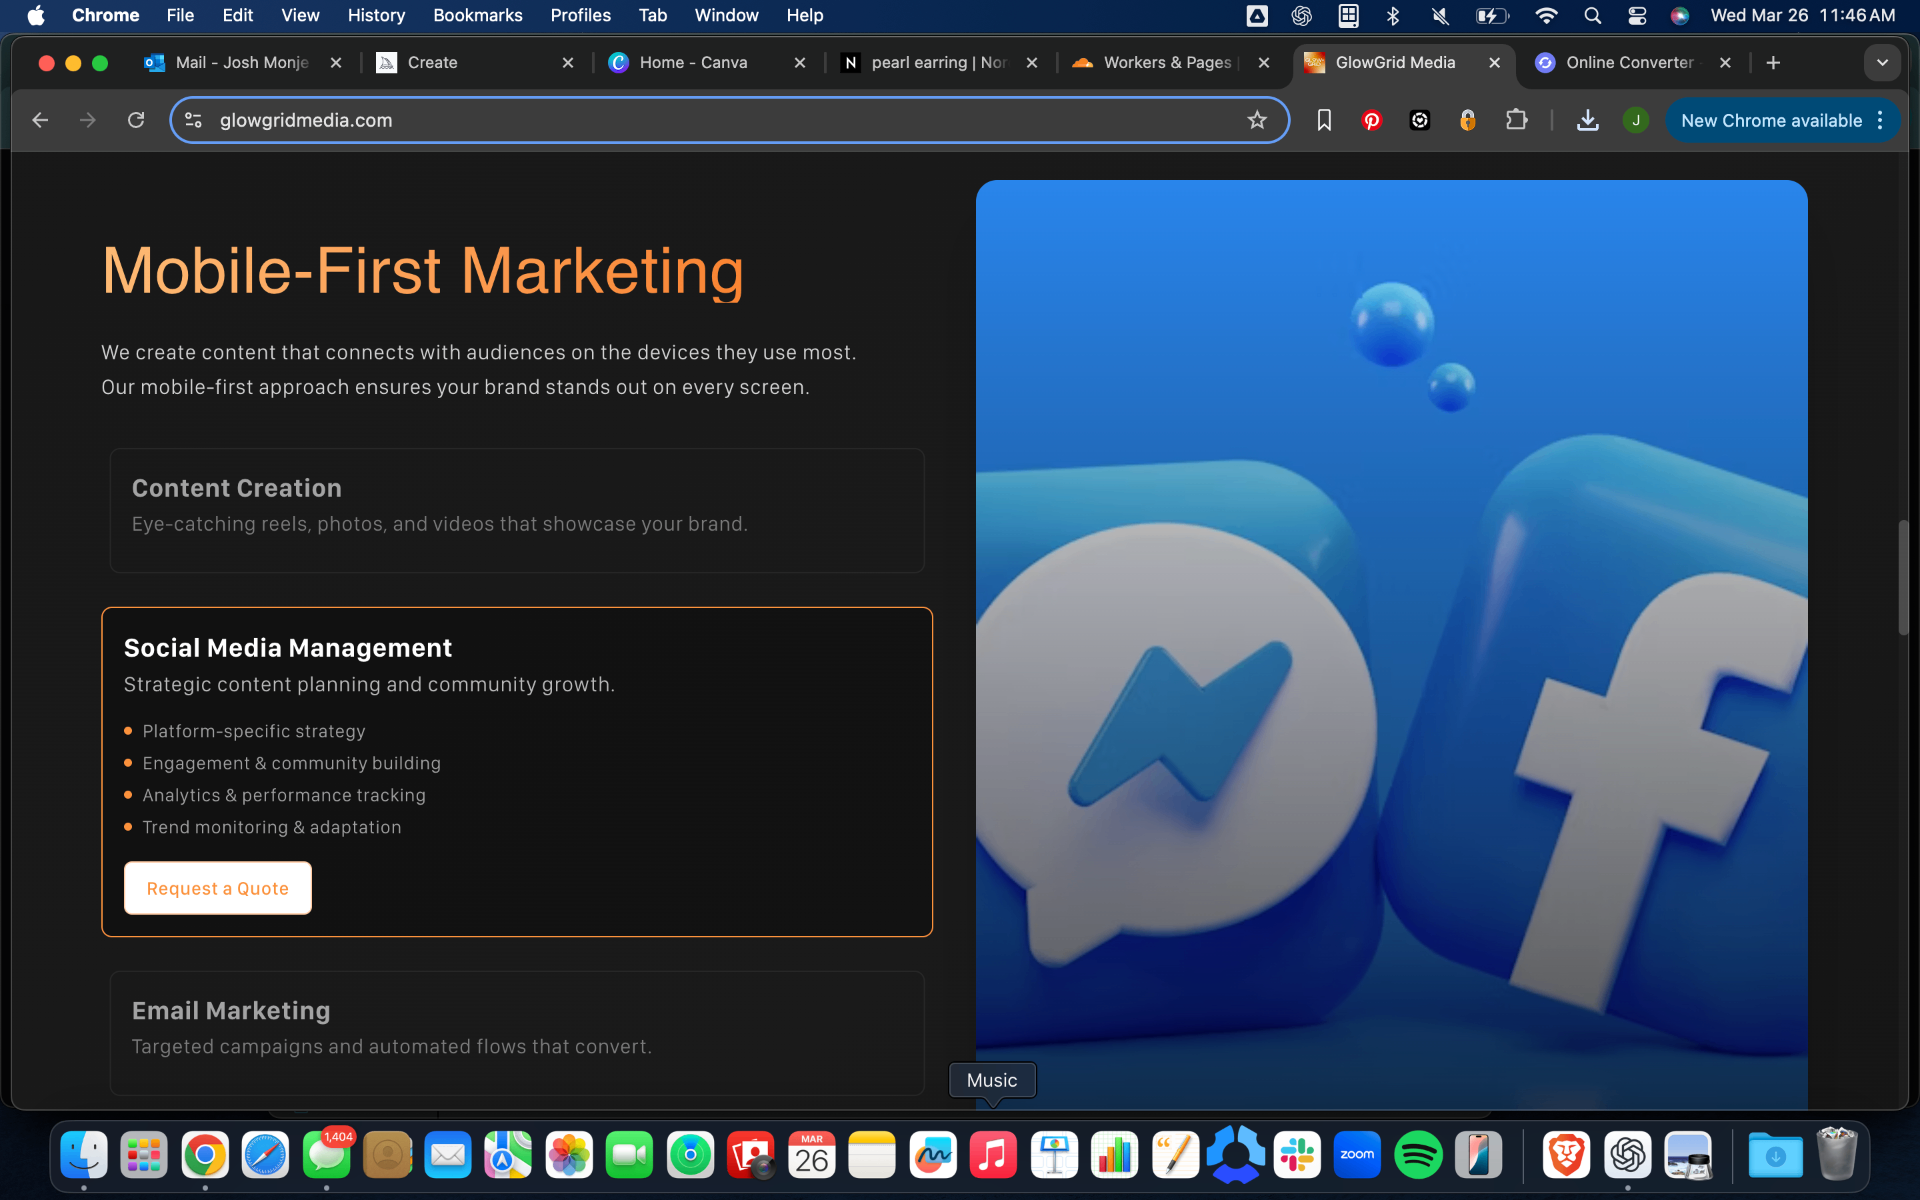 Chrome File Edit View History Bookmarks Profiles Tab Window Help Wed Mar 26 11:46 AM
Mail - Josh Monje
Create
Home - Canva
N pearl earring | Nor
Workers & Pages
GlowGrid Media
Online Converter
glowgridmedia.com
J
New Chrome available
Mobile-First Marketing
We create content that connects with audiences on the devices they use most.
Our mobile-first approach ensures your brand stands out on every screen.
Content Creation
Eye-catching reels, photos, and videos that showcase your brand.
Social Media Management
Strategic content planning and community growth.
Platform-specific strategy
Engagement & community building
Analytics & performance tracking
Trend monitoring & adaptation
Request a Quote
Email Marketing
Targeted campaigns and automated flows that convert.
Music
1,404
MAR
26
zoom